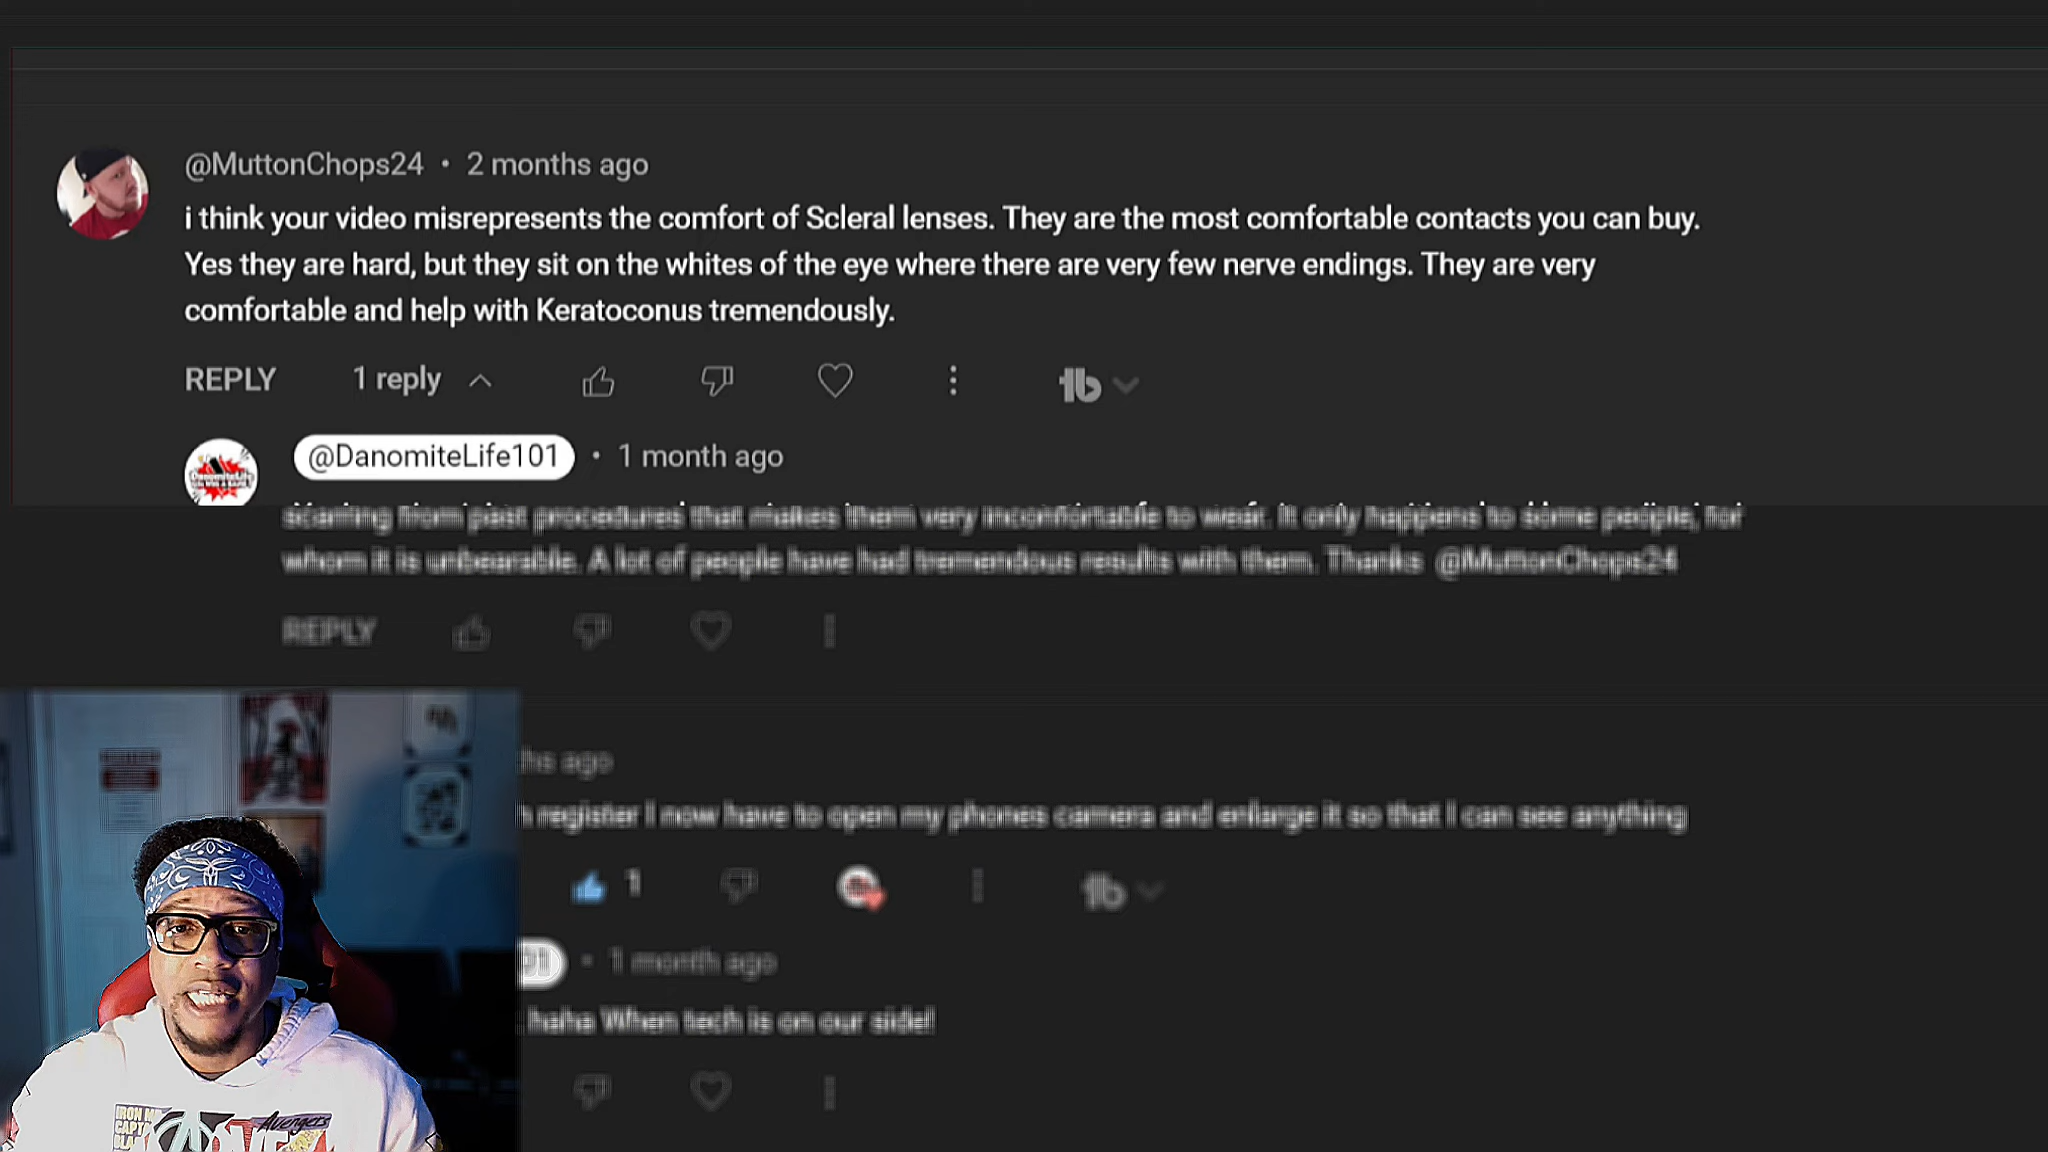 @MuttonChops24 • 2 months ago
i think your video misrepresents the comfort of Scleral lenses. They are the most comfortable contacts you can buy.
Yes they are hard, but they sit on the whites of the eye where there are very few nerve endings. They are very
comfortable and help with Keratoconus tremendously.
REPLY 1 reply
@DanomiteLife101 • 1 month ago
scarring from past procedures that makes them very incomfortable to wear. It only happens to some people, for
whom it is unbearable. A lot of people have had tremendous results with them. Thanks @MuttonChops24
REPLY
ago
register I now have to open my phones camera and enlarge it so that I can see anything
1
• 1 month ago
haha When tech is on our side!
IRON
Avengers